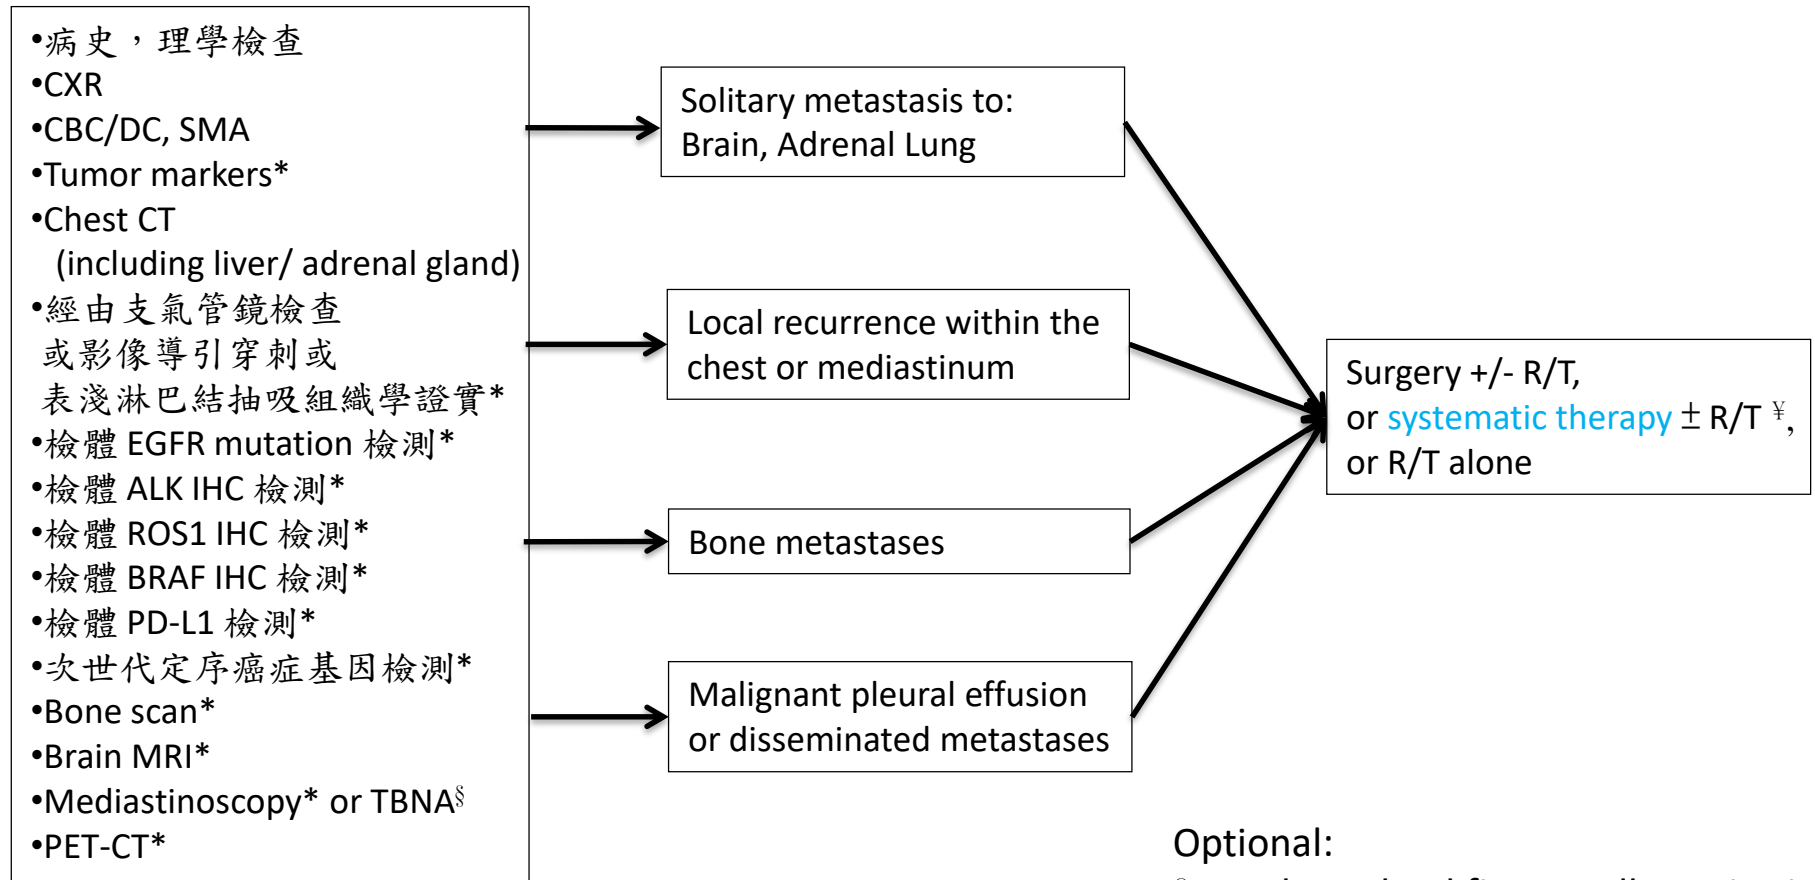 •病史，理學檢查
•CXR
•CBC/DC, SMA
•Tumor markers*
•Chest CT
(including liver/ adrenal gland)
•經由支氣管鏡檢查
或影像導引穿刺或
表淺淋巴結抽吸組織學證實*
•檢體 EGFR mutation 檢測*
•檢體 ALK IHC 檢測*
•檢體 ROS1 IHC 檢測*
•檢體 BRAF IHC 檢測*
•檢體 PD-L1 檢測*
•次世代定序癌症基因檢測*
•Bone scan*
•Brain MRI*
•Mediastinoscopy* or TBNA§
•PET-CT*
Solitary metastasis to:
Brain, Adrenal Lung
Local recurrence within the
chest or mediastinum
Bone metastases
Malignant pleural effusion
or disseminated metastases
Surgery +/- R/T,
or systematic therapy ± R/T ¥,
or R/T alone
Optional: